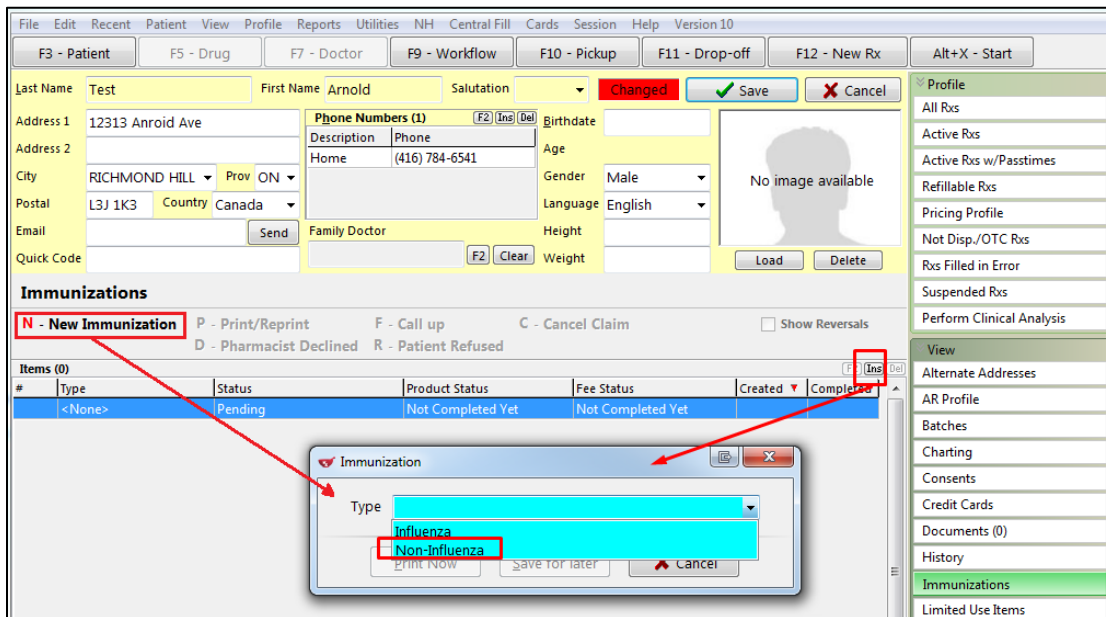 File Edit Recent Patient View Profile Reports Utilities NH Central Fill Cards Session Help Version 10
F3 - Patient F5 - Drug F7 - Doctor F9 - Workflow F10 - Pickup F11 - Drop-off F12 - New Rx Alt+X - Start
Last Name Test First Name Arnold Salutation Changed Save Cancel
Address 1 12313 Anroid Ave
Address 2
City RICHMOND HILL Prov ON
Postal L3J 1K3 Country Canada
Email Send
Quick Code
Phone Numbers (1) F2 Ins Del
Description Phone
Home (416) 784-6541
Family Doctor
F2 Clear
Birthdate
Age
Gender Male
Language English
Height
Weight
No image available
Load Delete
Immunizations
N - New Immunization P - Print/Reprint F - Call up C - Cancel Claim Show Reversals
D - Pharmacist Declined R - Patient Refused
Items (0) F2 Ins Del
# Type Status Product Status Fee Status Created Completed
<None> Pending Not Completed Yet Not Completed Yet
Immunization
Type
Influenza
Non-Influenza
Print Now Save for later Cancel
Profile
All Rxs
Active Rxs
Active Rxs w/Passtimes
Refillable Rxs
Pricing Profile
Not Disp./OTC Rxs
Rxs Filled in Error
Suspended Rxs
Perform Clinical Analysis
View
Alternate Addresses
AR Profile
Batches
Charting
Consents
Credit Cards
Documents (0)
History
Immunizations
Limited Use Items